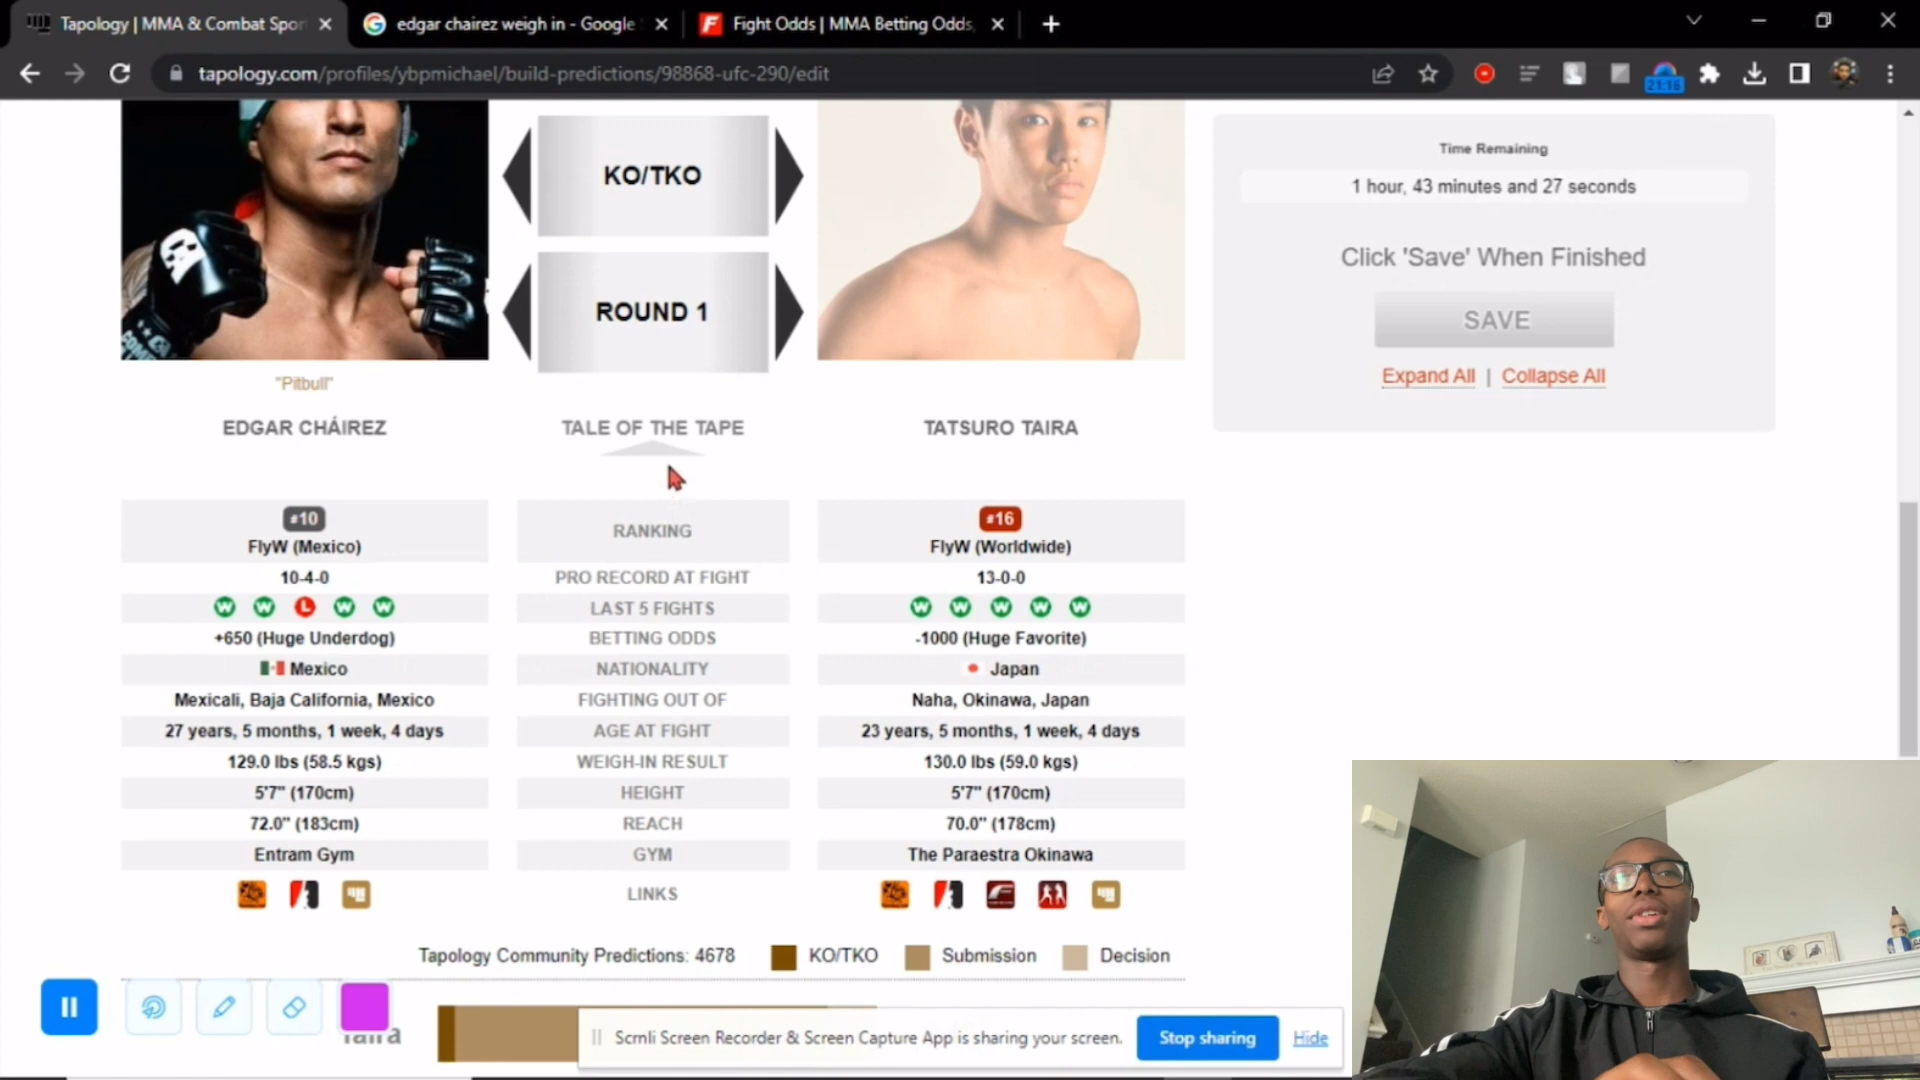 Tapology | MMA & Combat Spor
edgar chairez weigh in - Google
Fight Odds | MMA Betting Odds,
tapology.com/profiles/ybpmichael/build-predictions/98868-ufc-290/edit
21:16
KO/TKO
ROUND 1
Time Remaining
1 hour, 43 minutes and 27 seconds
Click 'Save' When Finished
SAVE
Expand All | Collapse All
"Pitbull"
EDGAR CHÁIREZ TALE OF THE TAPE TATSURO TAIRA
#10 #16
FlyW (Mexico) RANKING FlyW (Worldwide)
10-4-0 PRO RECORD AT FIGHT 13-0-0
W W L W W LAST 5 FIGHTS W W W W W
+650 (Huge Underdog) BETTING ODDS -1000 (Huge Favorite)
Mexico NATIONALITY Japan
Mexicali, Baja California, Mexico FIGHTING OUT OF Naha, Okinawa, Japan
27 years, 5 months, 1 week, 4 days AGE AT FIGHT 23 years, 5 months, 1 week, 4 days
129.0 lbs (58.5 kgs) WEIGH-IN RESULT 130.0 lbs (59.0 kgs)
5'7" (170cm) HEIGHT 5'7" (170cm)
72.0" (183cm) REACH 70.0" (178cm)
Entram Gym GYM The Paraestra Okinawa
LINKS
Tapology Community Predictions: 4678 KO/TKO Submission Decision
Taira
Scrnli Screen Recorder & Screen Capture App is sharing your screen. Stop sharing Hide